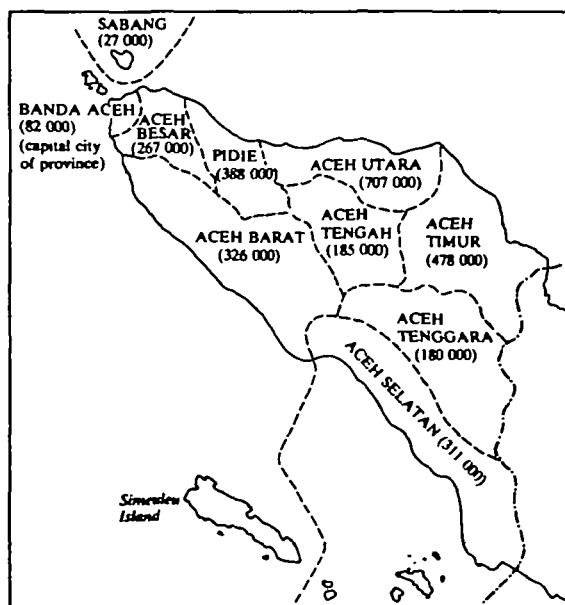 SABANG
(27 000)
BANDA ACEH
(82 000)
(capital city
of province)
ACEH
BESAR
(267 000)
PIDIE
(388 000)
ACEH UTARA
(707 000)
ACEH BARAT
(326 000)
ACEH
TENGAH
(185 000)
ACEH
TIMUR
(478 000)
ACEH
TENGGARA
(180 000)
ACEH SELATAN (311 000)
Simeuleu
Island